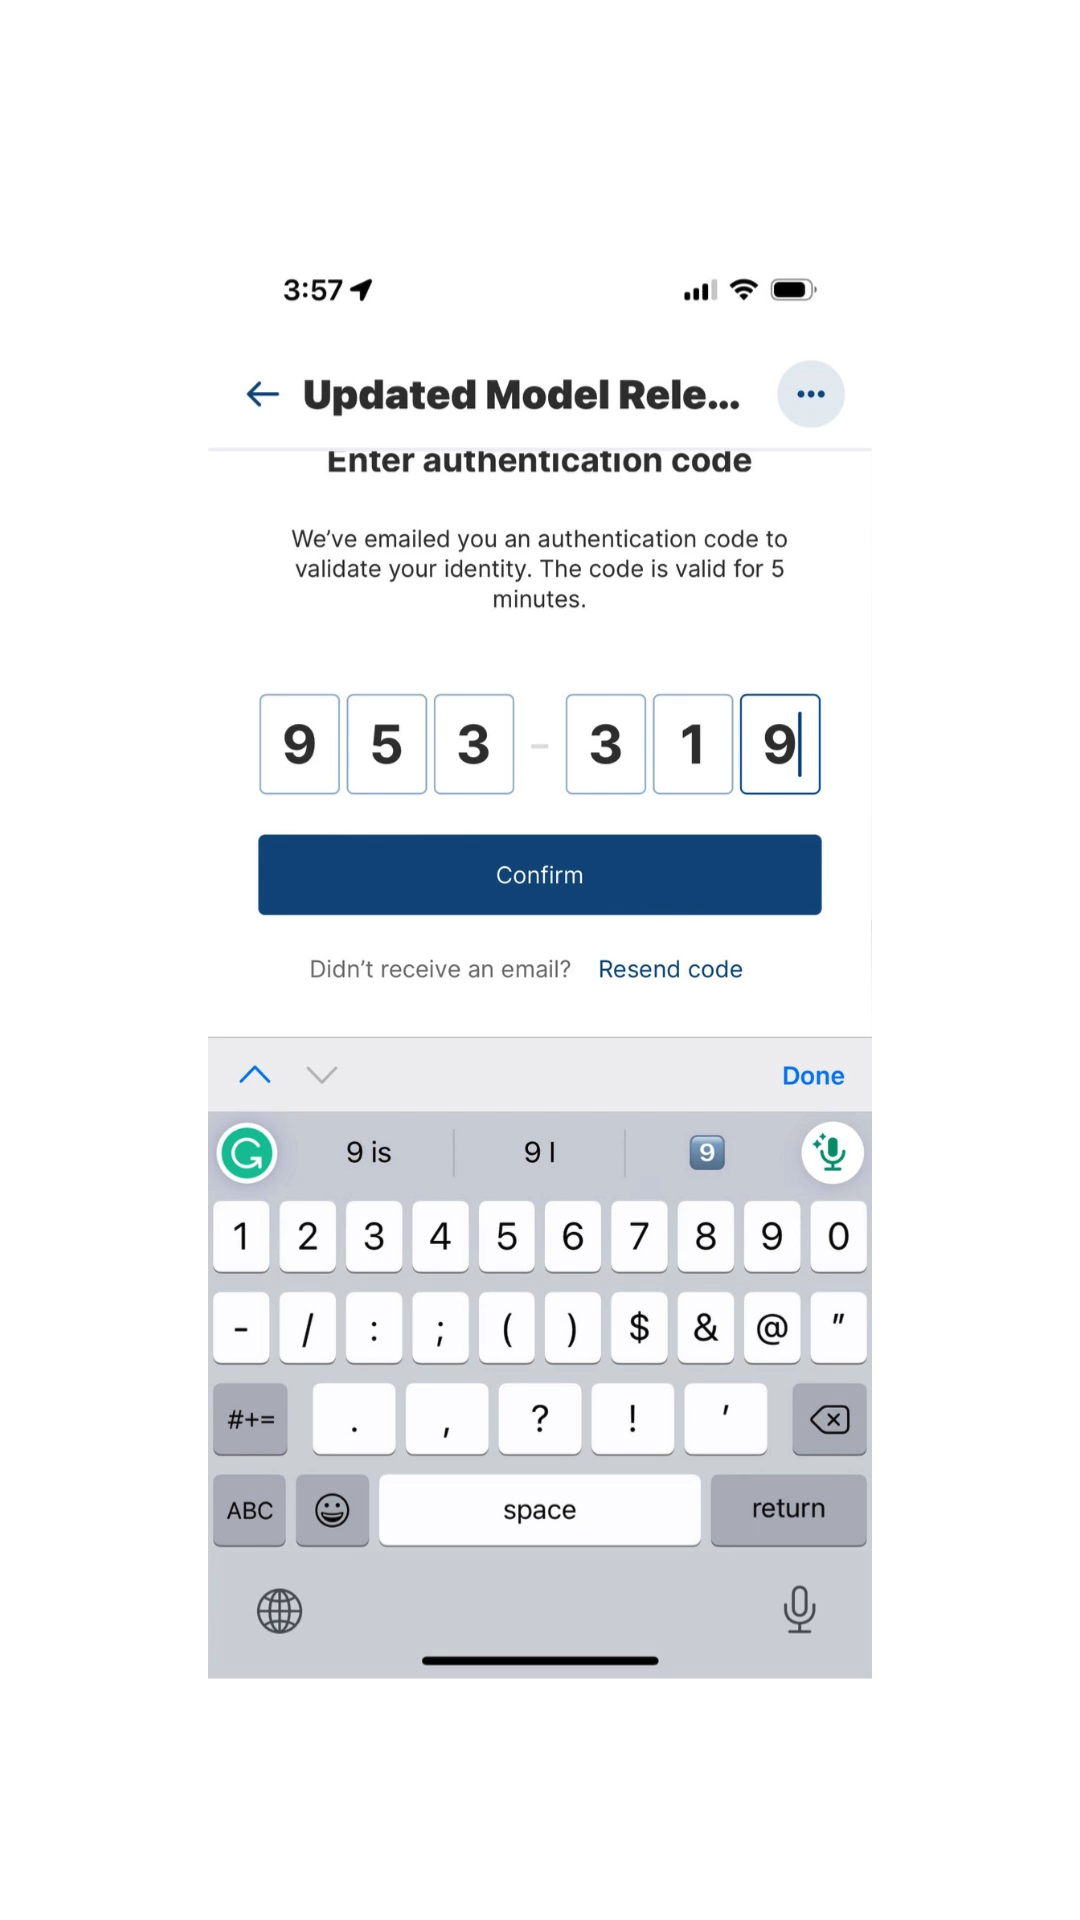 3:57
Updated Model Rele...
Enter authentication code
We’ve emailed you an authentication code to
validate your identity. The code is valid for 5
minutes.
9 5 3 - 3 1 9
Confirm
Didn’t receive an email? Resend code
Done
9 is 9 I 9
1 2 3 4 5 6 7 8 9 0
- / : ; ( ) $ & @ "
#+= . , ? ! '
ABC space return